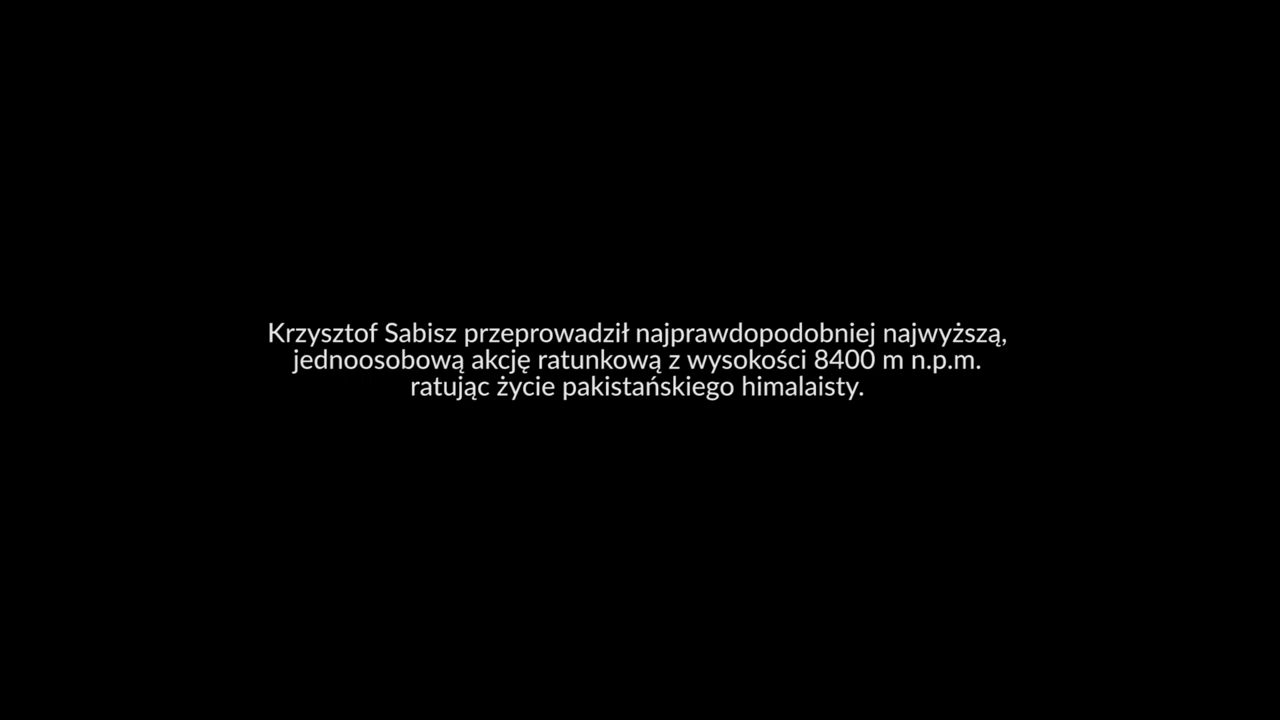 Krzysztof Sabisz przeprowadził najprawdopodobniej najwyższą,
jednoosobową akcję ratunkową z wysokości 8400 m n.p.m.
ratując życie pakistańskiego himalaisty.